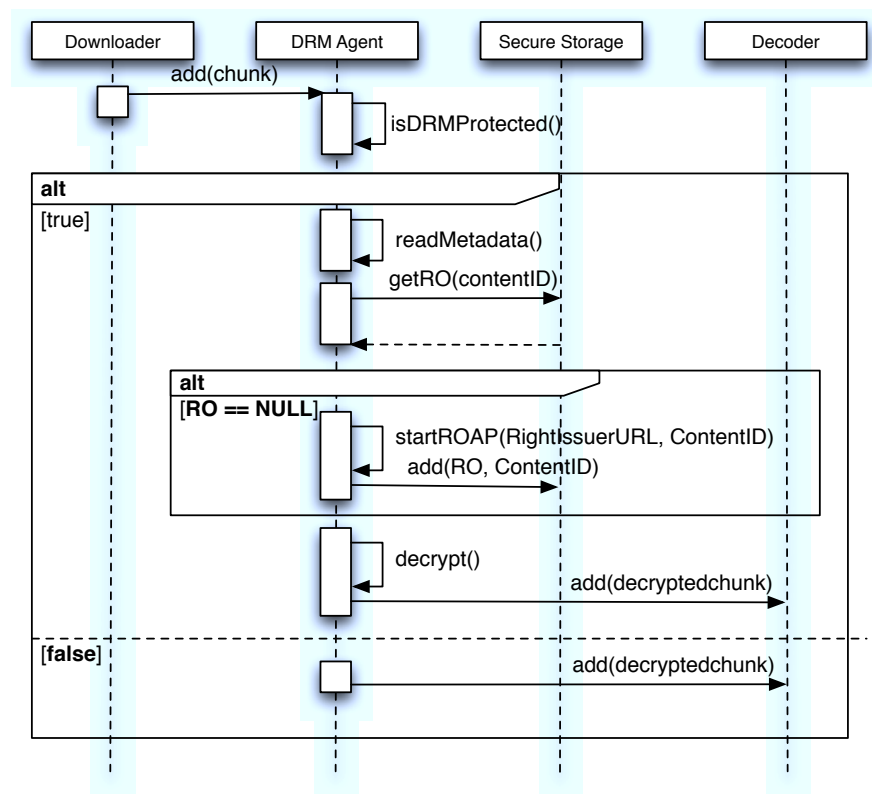 Downloader
DRM Agent
Secure Storage
Decoder
add(chunk)
isDRMProtected()
alt
[true]
readMetadata()
getRO(contentID)
alt
[RO == NULL]
startROAP(RightIssuerURL, ContentID)
add(RO, ContentID)
decrypt()
add(decryptedchunk)
[false]
add(decryptedchunk)